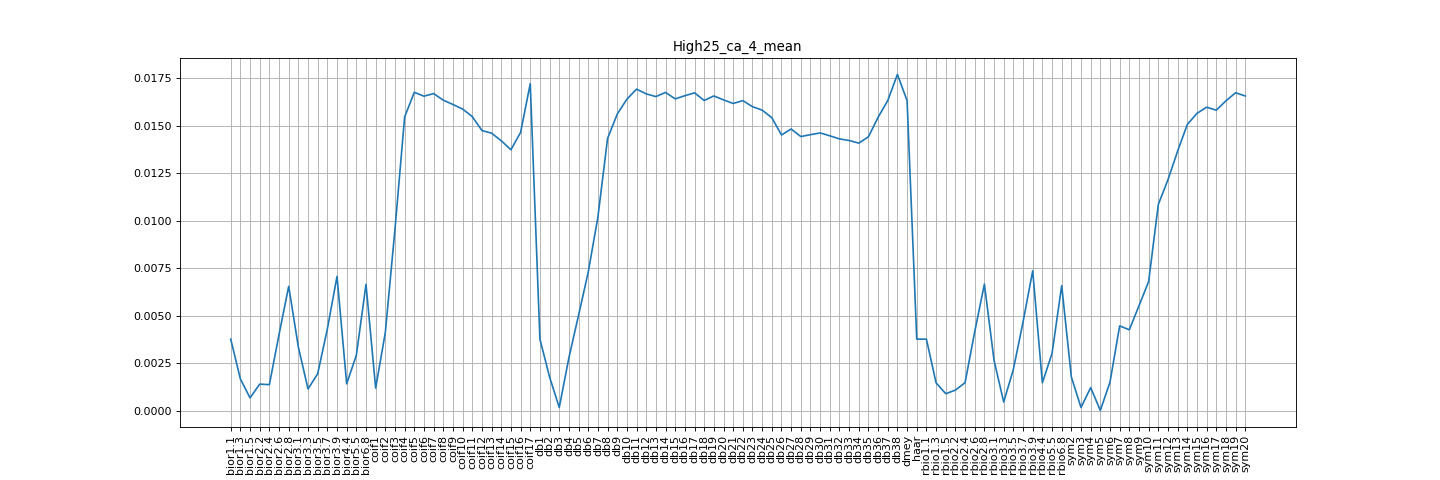 High25_ca_4_mean
0.0175
0.0150
0.0125
0.0100
0.0075
0.0050
0.0025
0.0000
bior1.1
bior1.3
bior1.5
bior2.2
bior2.4
bior2.6
bior2.8
bior3.1
bior3.3
bior3.5
bior3.7
bior3.9
bior4.4
bior5.5
bior6.8
coif1
coif2
coif3
coif4
coif5
coif6
coif7
coif8
coif9
coif10
coif11
coif12
coif13
coif14
coif15
coif16
coif17
db1
db2
db3
db4
db5
db6
db7
db8
db9
db10
db11
db12
db13
db14
db15
db16
db17
db18
db19
db20
db21
db22
db23
db24
db25
db26
db27
db28
db29
db30
db31
db32
db33
db34
db35
db36
db37
db38
dmey
haar
rbio1.1
rbio1.3
rbio1.5
rbio2.2
rbio2.4
rbio2.6
rbio2.8
rbio3.1
rbio3.3
rbio3.5
rbio3.7
rbio3.9
rbio4.4
rbio5.5
rbio6.8
sym2
sym3
sym4
sym5
sym6
sym7
sym8
sym9
sym10
sym11
sym12
sym13
sym14
sym15
sym16
sym17
sym18
sym19
sym20